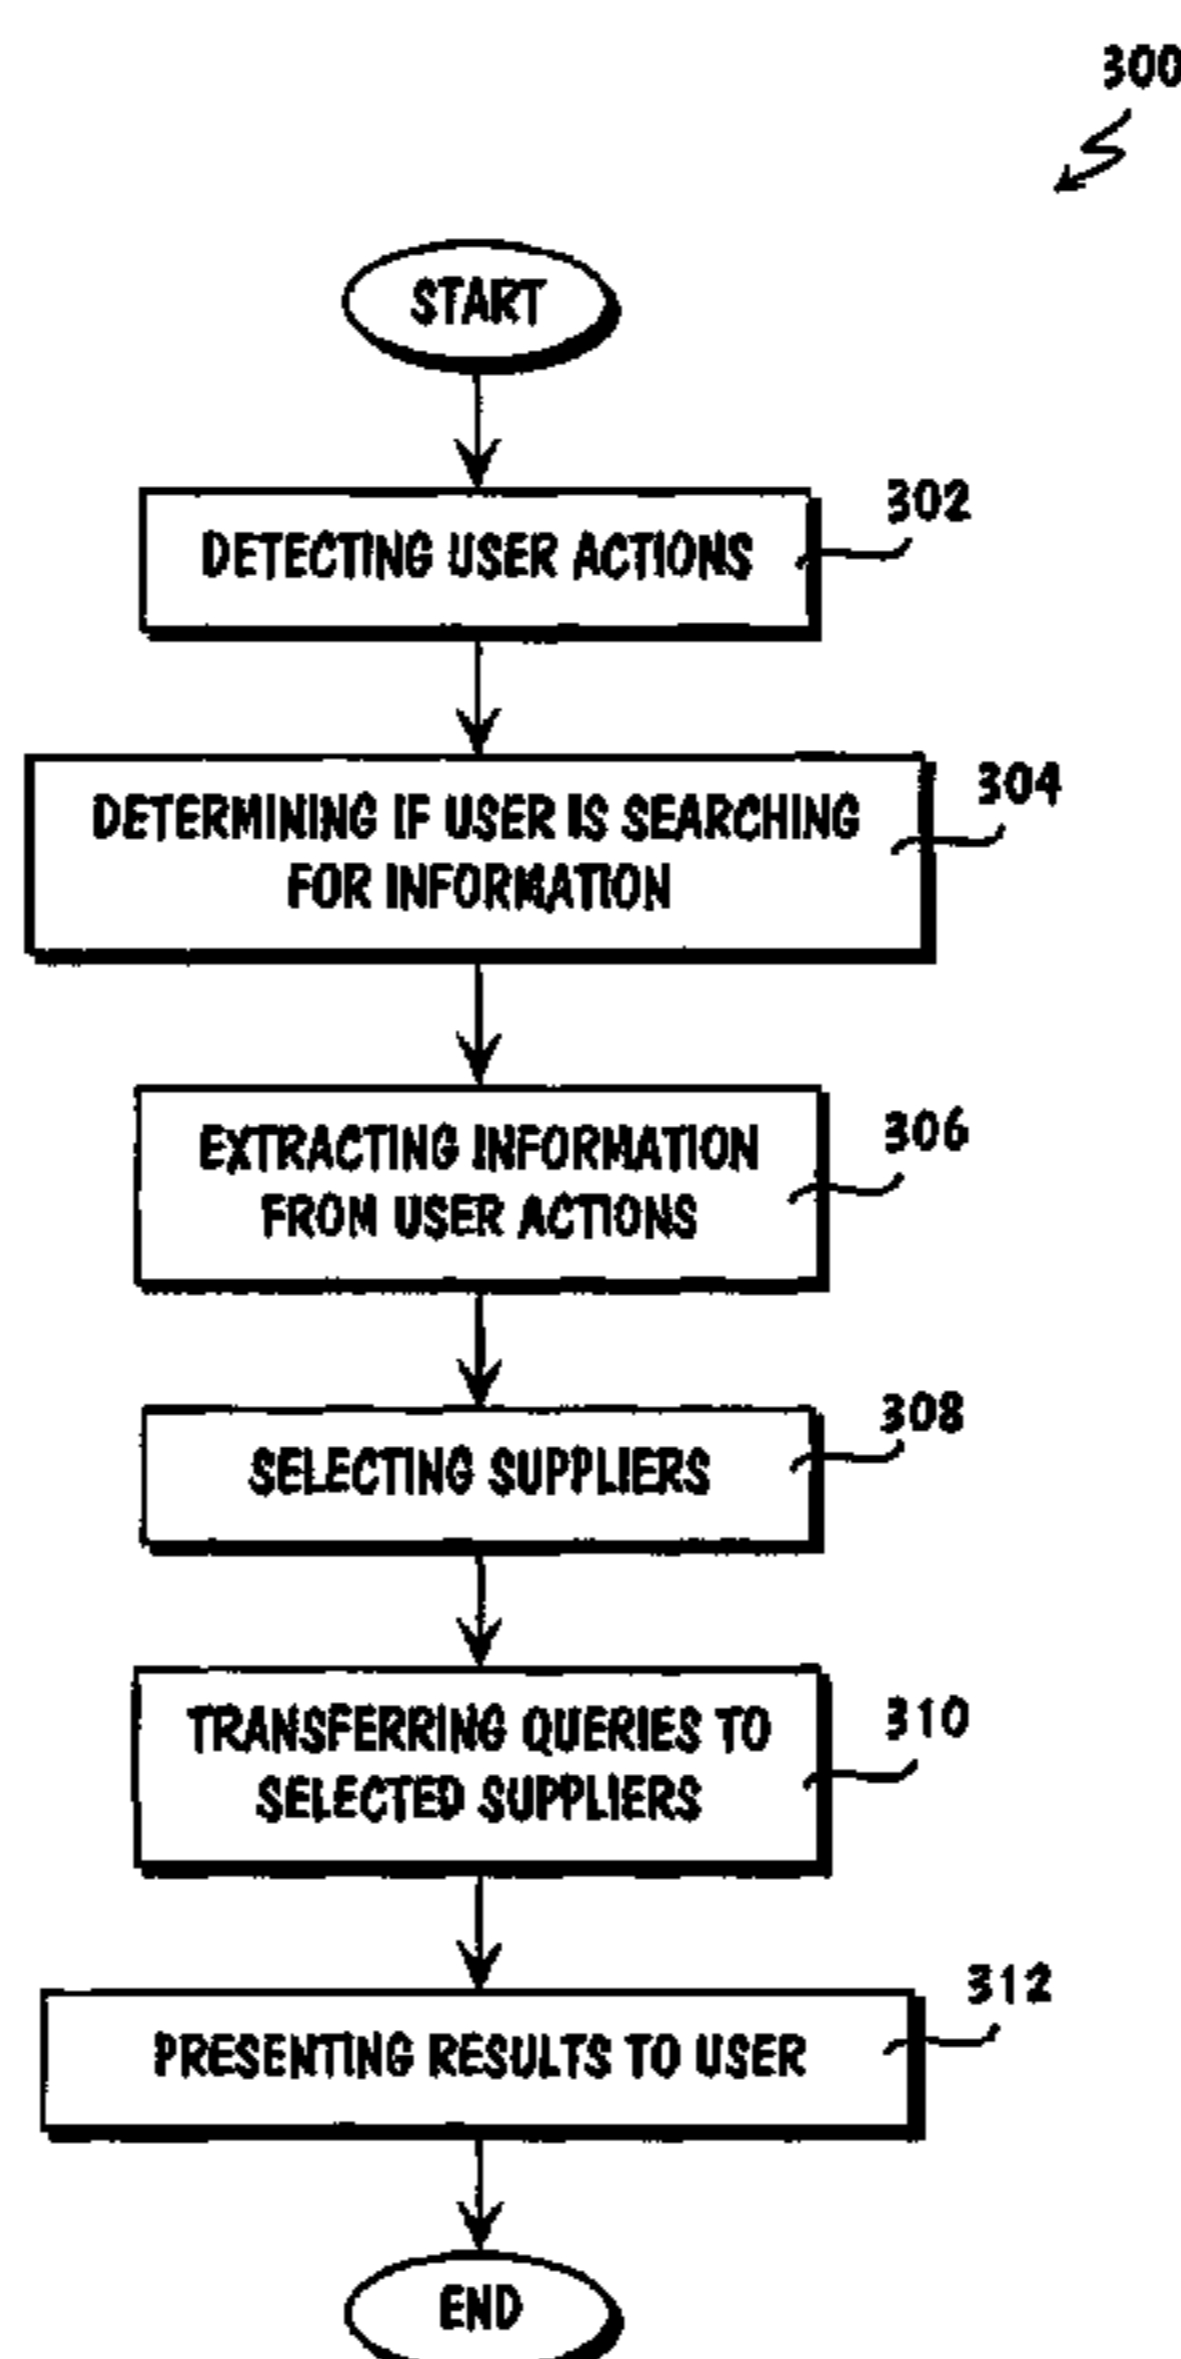 300
START
DETECTING USER ACTIONS
302
DETERMINING IF USER IS SEARCHING
FOR INFORMATION
304
EXTRACTING INFORMATION
FROM USER ACTIONS
306
SELECTING SUPPLIERS
308
TRANSFERRING QUERIES TO
SELECTED SUPPLIERS
310
PRESENTING RESULTS TO USER
312
END